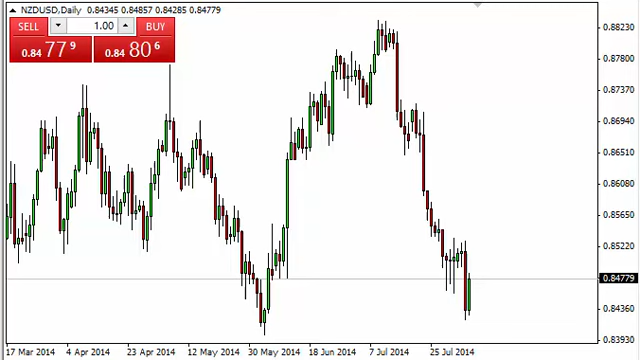 NZDUSD,Daily 0.84345 0.84857 0.84285 0.84779
SELL 1.00 BUY
0.84 77 9 0.84 80 6
0.88230
0.87800
0.87370
0.86940
0.86510
0.86080
0.85650
0.85220
0.84779
0.84360
0.83930
17 Mar 2014 4 Apr 2014 23 Apr 2014 12 May 2014 30 May 2014 18 Jun 2014 7 Jul 2014 25 Jul 2014